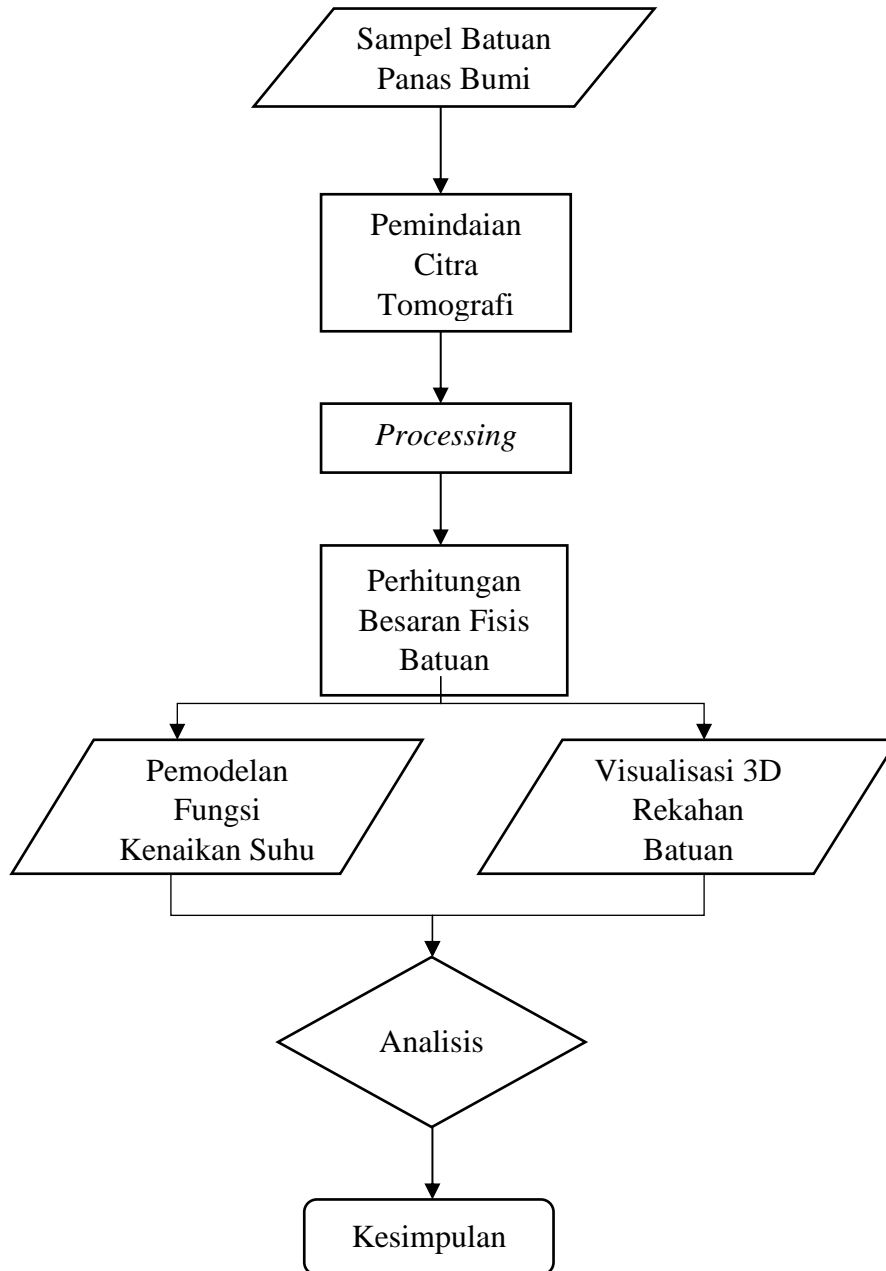 Sampel Batuan
Panas Bumi
Pemindaian
Citra
Tomografi
Processing
Perhitungan
Besaran Fisis
Batuan
Pemodelan
Fungsi
Kenaikan Suhu
Visualisasi 3D
Rekahan
Batuan
Analisis
Kesimpulan